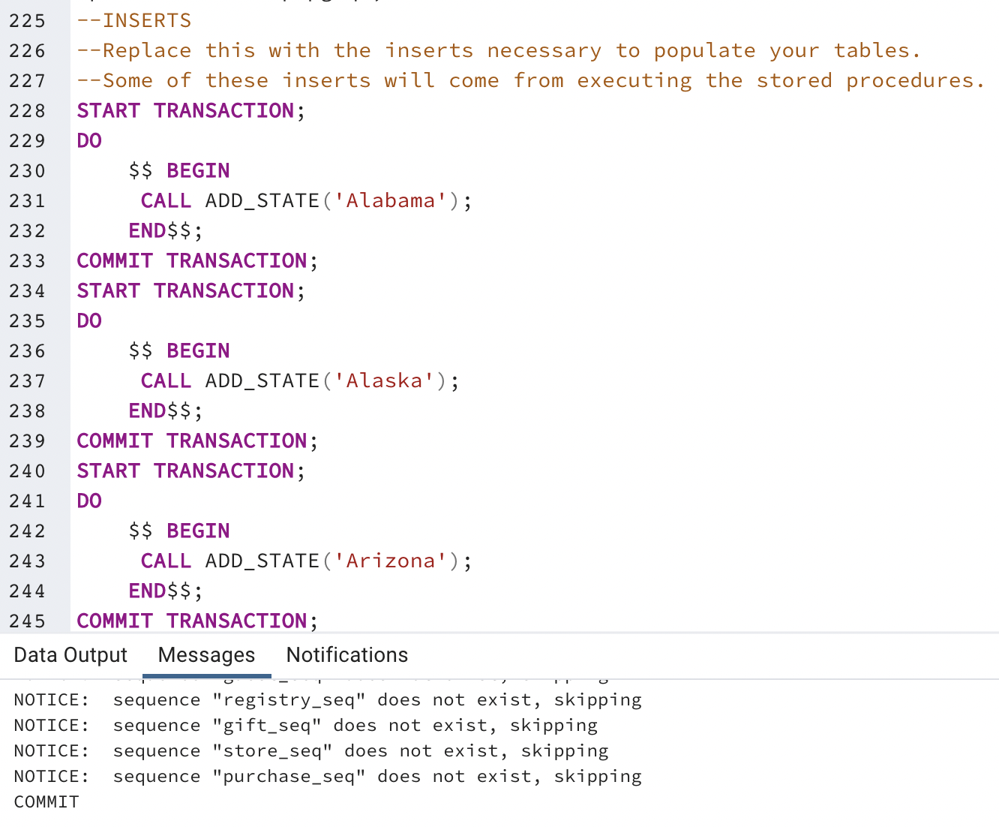 225 --INSERTS
226 --Replace this with the inserts necessary to populate your tables.
227 --Some of these inserts will come from executing the stored procedures.
228 START TRANSACTION;
229 DO
230 $$ BEGIN
231 CALL ADD_STATE('Alabama');
232 END$$;
233 COMMIT TRANSACTION;
234 START TRANSACTION;
235 DO
236 $$ BEGIN
237 CALL ADD_STATE('Alaska');
238 END$$;
239 COMMIT TRANSACTION;
240 START TRANSACTION;
241 DO
242 $$ BEGIN
243 CALL ADD_STATE('Arizona');
244 END$$;
245 COMMIT TRANSACTION;
Data Output Messages Notifications
NOTICE: sequence "registry_seq" does not exist, skipping
NOTICE: sequence "gift_seq" does not exist, skipping
NOTICE: sequence "store_seq" does not exist, skipping
NOTICE: sequence "purchase_seq" does not exist, skipping
COMMIT